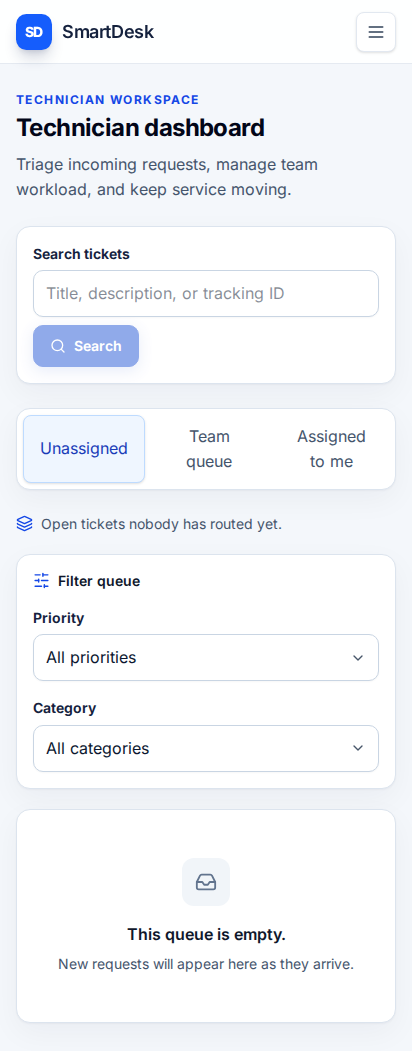 SD SmartDesk
TECHNICIAN WORKSPACE
Technician dashboard
Triage incoming requests, manage team
workload, and keep service moving.
Search tickets
Title, description, or tracking ID
Search
Unassigned
Team
queue
Assigned
to me
Open tickets nobody has routed yet.
Filter queue
Priority
All priorities
Category
All categories
This queue is empty.
New requests will appear here as they arrive.